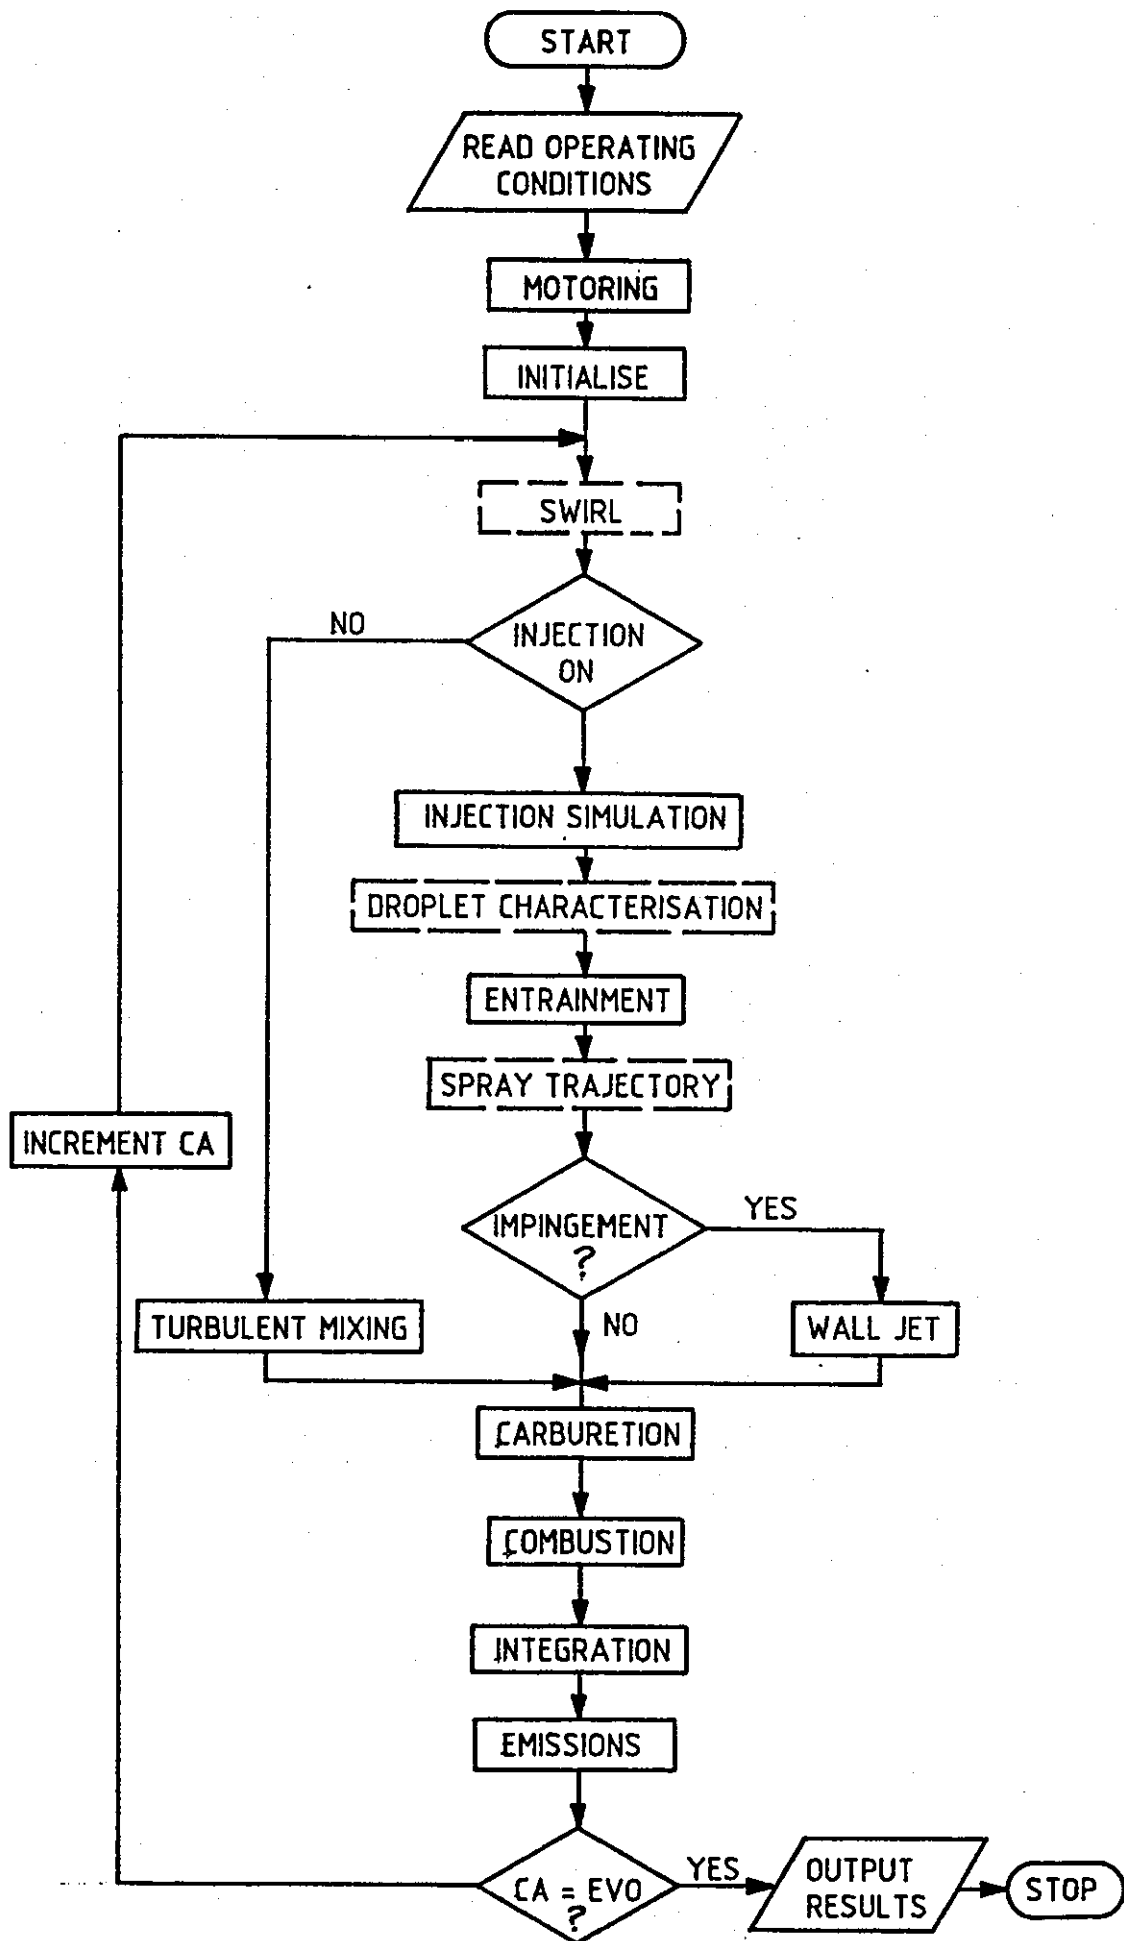 START
READ OPERATING
CONDITIONS
MOTORING
INITIALISE
SWIRL
NO
INJECTION
ON
INJECTION SIMULATION
DROPLET CHARACTERISATION
ENTRAINMENT
SPRAY TRAJECTORY
INCREMENT CA
IMPINGEMENT
?
YES
TURBULENT MIXING
NO
WALL JET
CARBURETION
COMBUSTION
INTEGRATION
EMISSIONS
CA = EVO
?
YES
OUTPUT
RESULTS
STOP